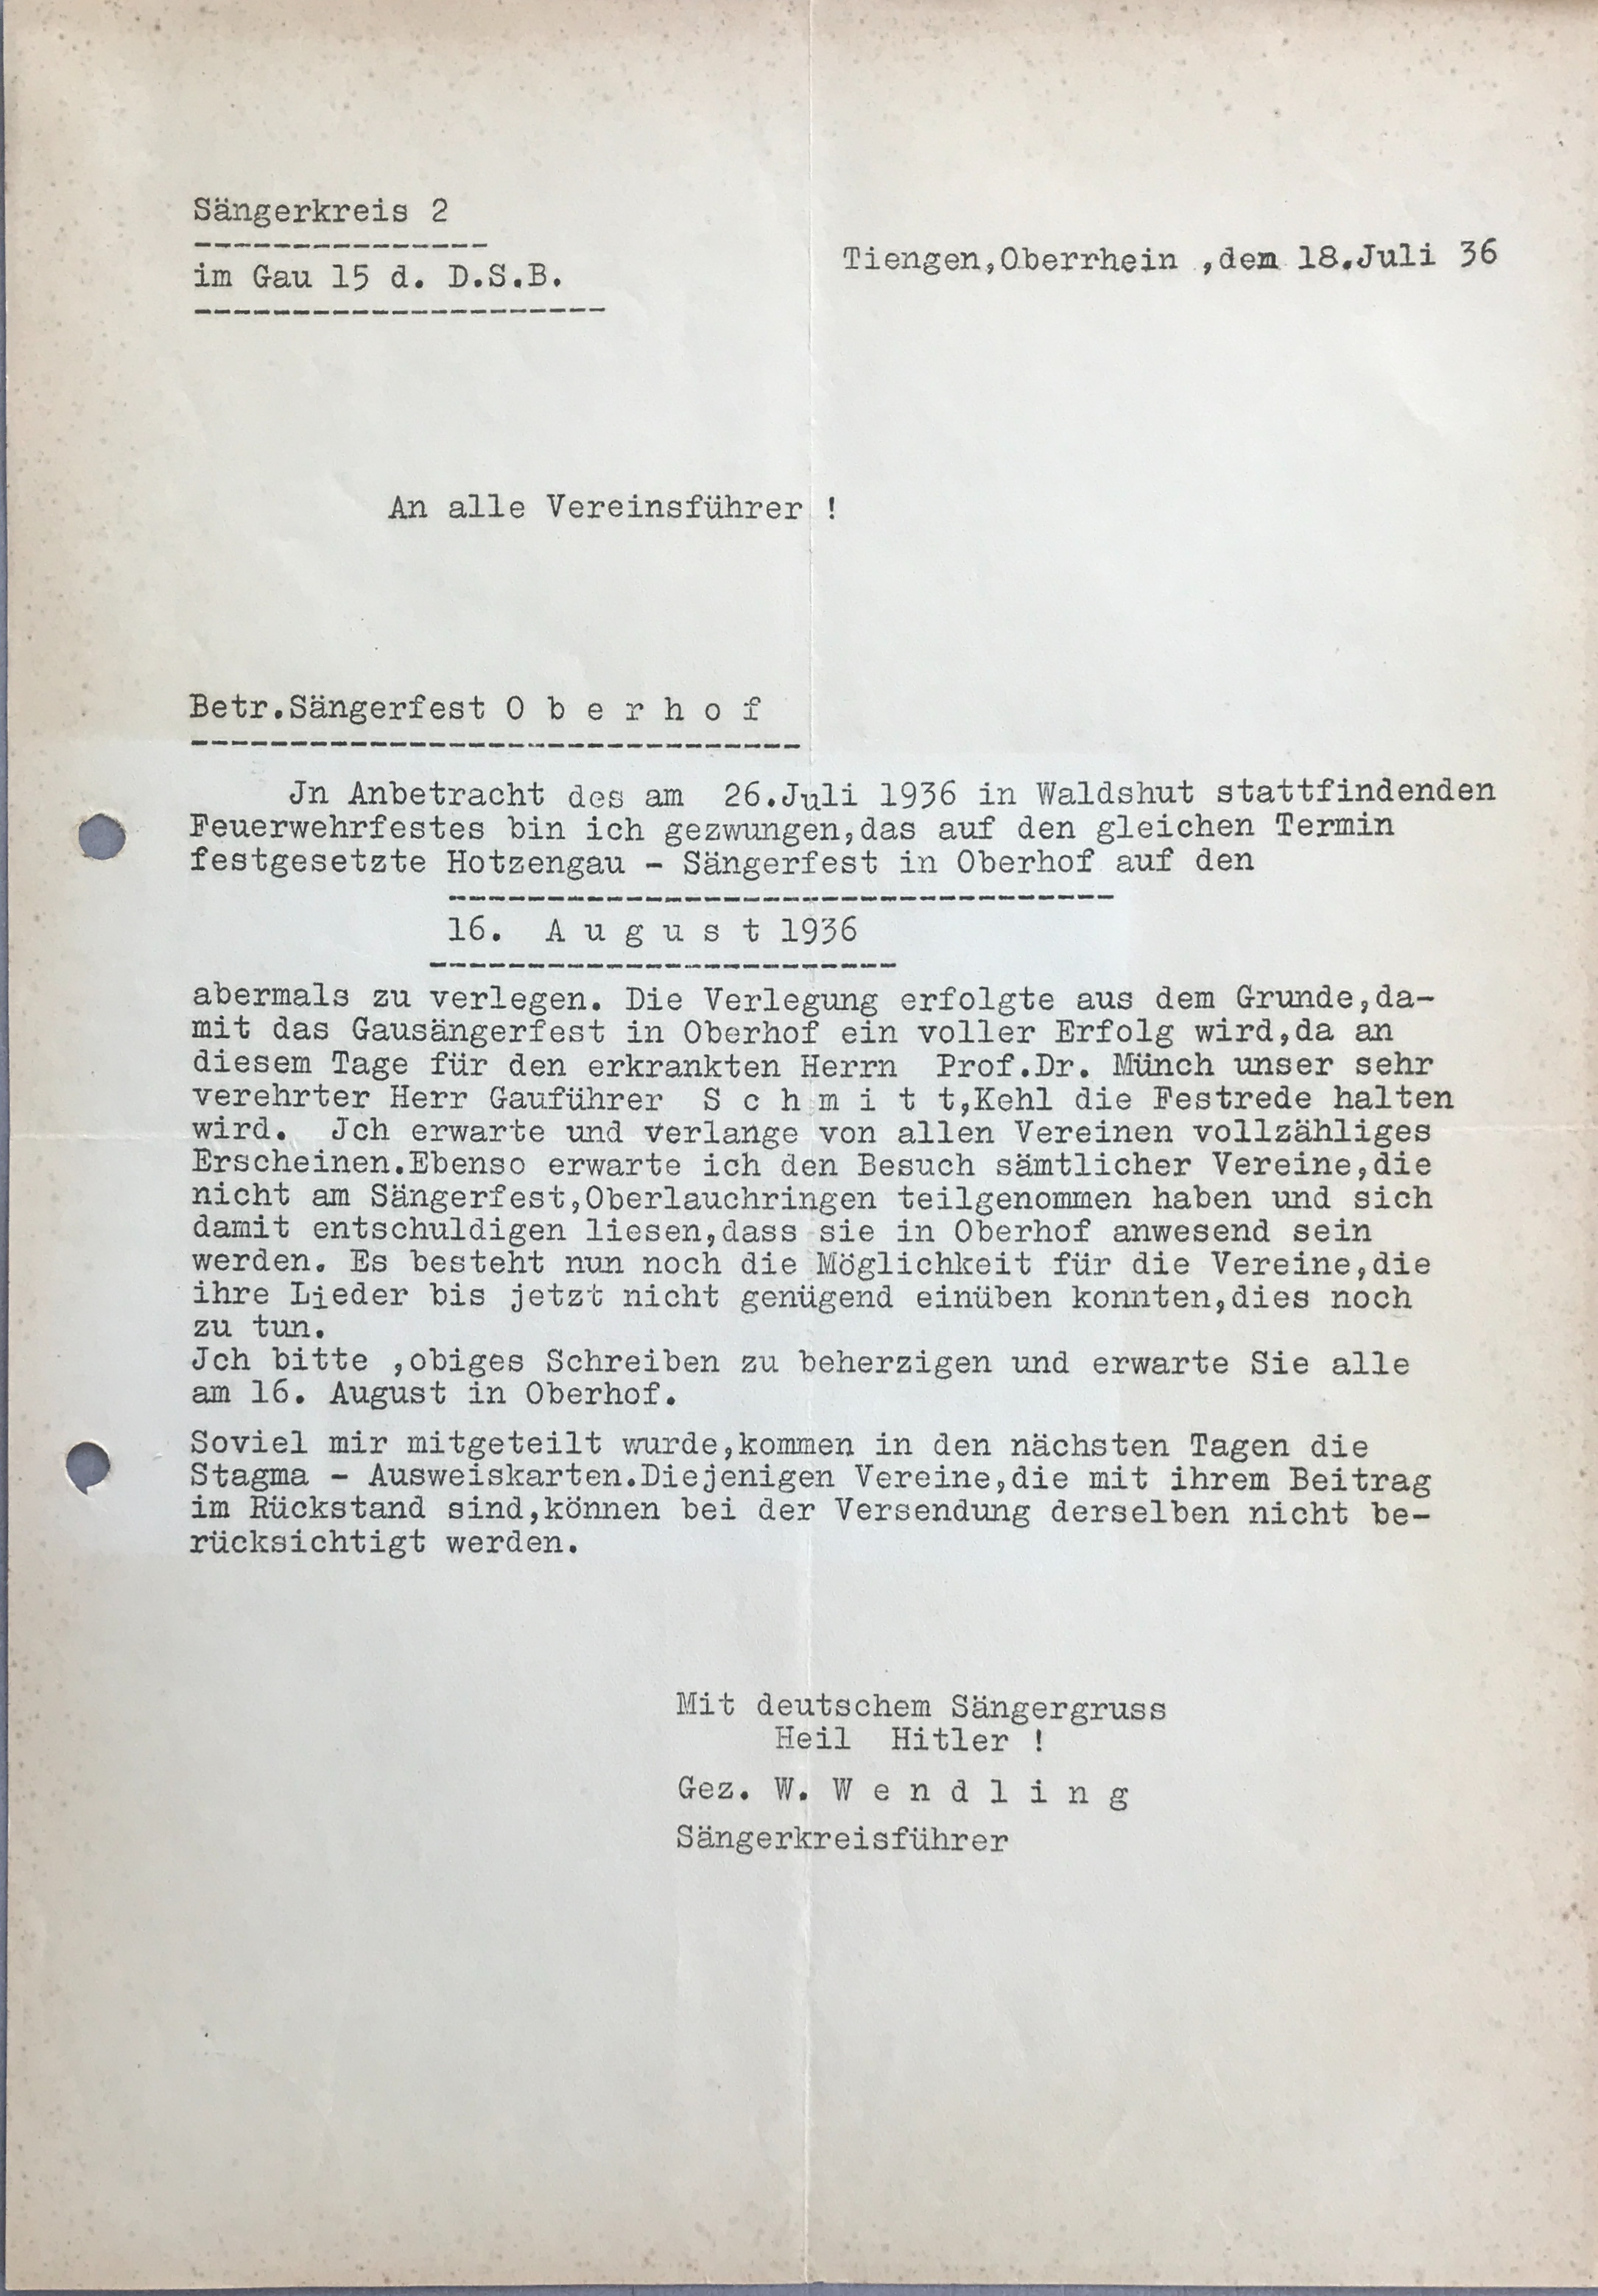 Sängerkreis 2
im Gau 15 d. D.S.B.
Tiengen,Oberrhein ,den 18.Juli 36
An alle Vereinsführer !
Betr.Sängerfest O b e r h o f
Jn Anbetracht des am 26.Juli 1936 in Waldshut stattfindenden
Feuerwehrfestes bin ich gezwungen,das auf den gleichen Termin
festgesetzte Hotzengau - Sängerfest in Oberhof auf den
16. A u g u s t 1936
abermals zu verlegen. Die Verlegung erfolgte aus dem Grunde,da-
mit das Gausängerfest in Oberhof ein voller Erfolg wird,da an
diesem Tage für den erkrankten Herrn Prof.Dr. Münch unser sehr
verehrter Herr Gauführer S c h m i t t,Kehl die Festrede halten
wird. Jch erwarte und verlange von allen Vereinen vollzähliges
Erscheinen.Ebenso erwarte ich den Besuch sämtlicher Vereine,die
nicht am Sängerfest,Oberlauchringen teilgenommen haben und sich
damit entschuldigen liesen,dass sie in Oberhof anwesend sein
werden. Es besteht nun noch die Möglichkeit für die Vereine,die
ihre Lieder bis jetzt nicht genügend einüben konnten,dies noch
zu tun.
Jch bitte ,obiges Schreiben zu beherzigen und erwarte Sie alle
am 16. August in Oberhof.
Soviel mir mitgeteilt wurde,kommen in den nächsten Tagen die
Stagma - Ausweiskarten.Diejenigen Vereine,die mit ihrem Beitrag
im Rückstand sind,können bei der Versendung derselben nicht be-
rücksichtigt werden.
Mit deutschem Sängergruss
Heil Hitler !
Gez. W. W e n d l i n g
Sängerkreisführer